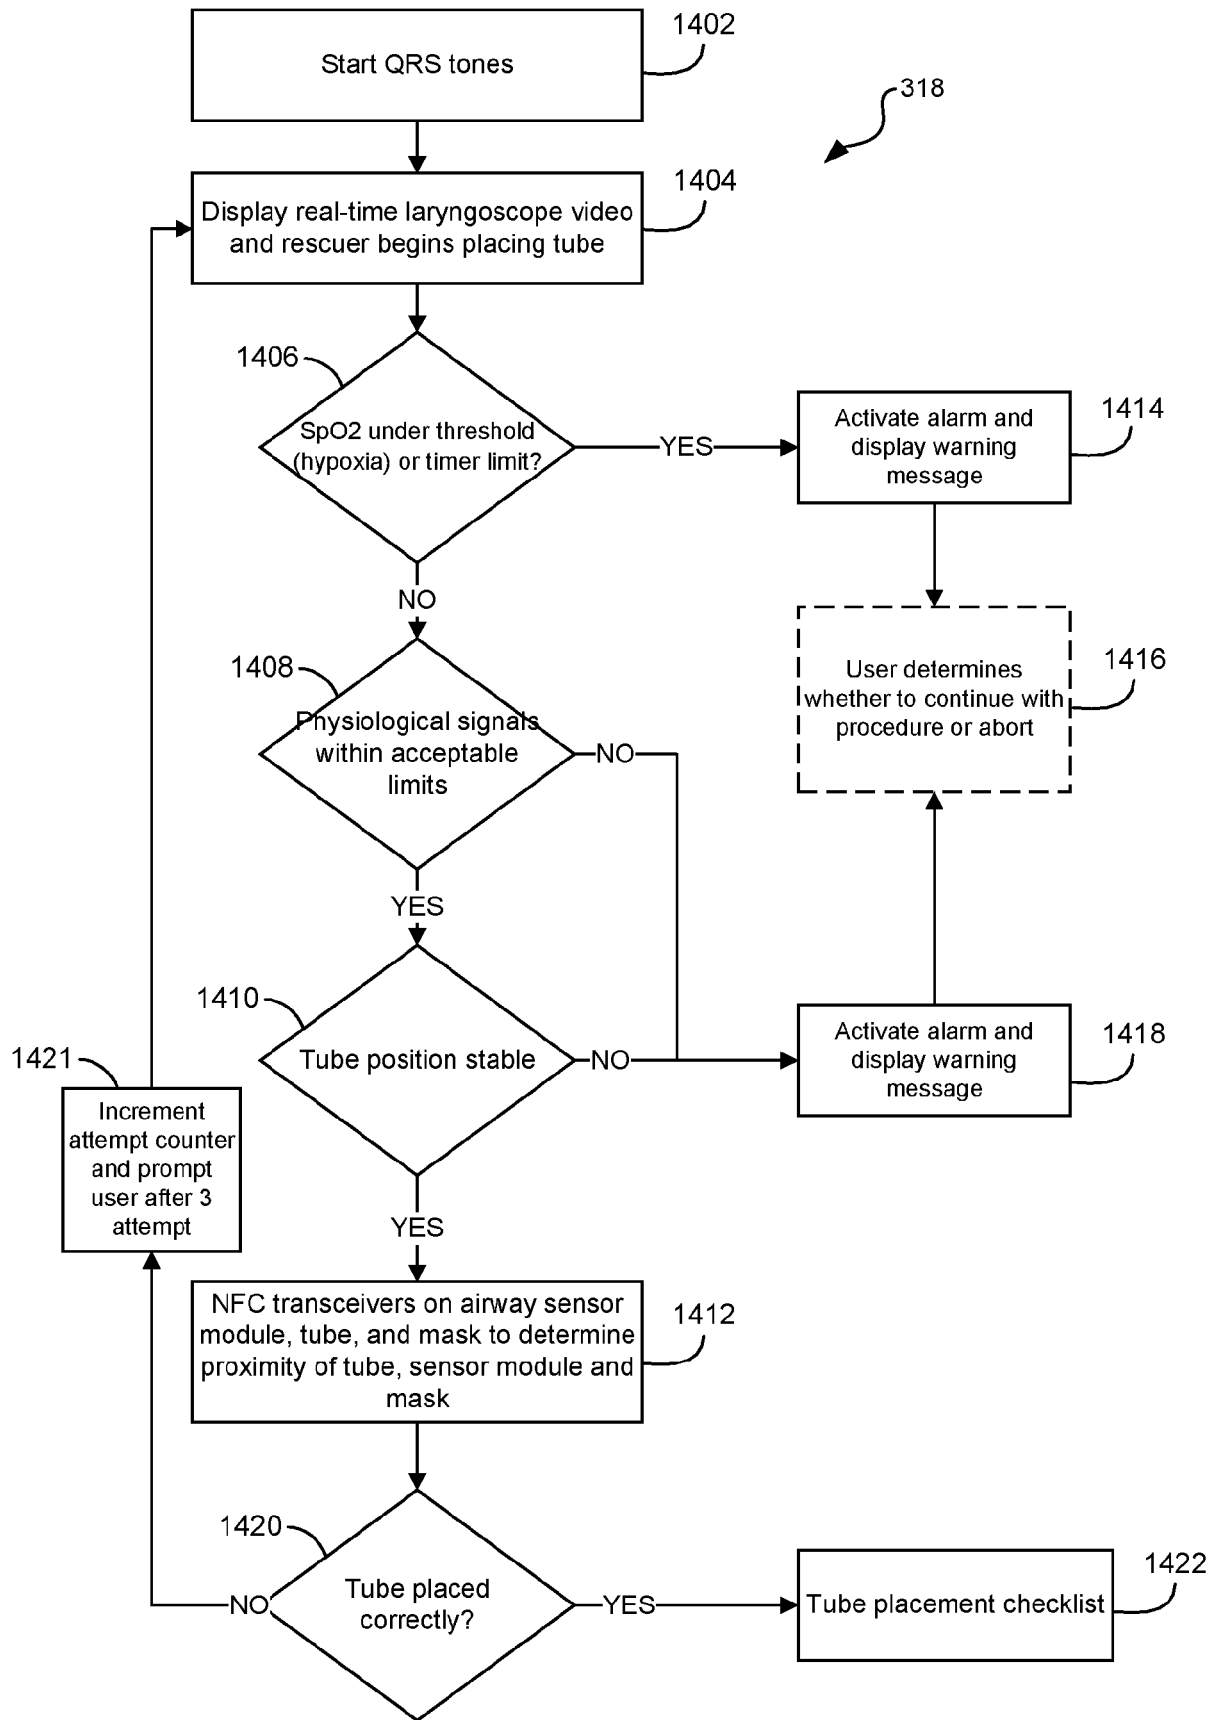 1402
Start QRS tones
318
1404
Display real-time laryngoscope video
and rescuer begins placing tube
1406
SpO2 under threshold
(hypoxia) or timer limit?
YES
Activate alarm and
display warning
message
1414
NO
1408
Physiological signals
within acceptable
limits
NO
User determines
whether to continue with
procedure or abort
1416
YES
1410
Tube position stable
NO
Activate alarm and
display warning
message
1418
1421
Increment
attempt counter
and prompt
user after 3
attempt
YES
NFC transceivers on airway sensor
module, tube, and mask to determine
proximity of tube, sensor module and
mask
1412
1420
Tube placed
correctly?
NO
YES
Tube placement checklist
1422